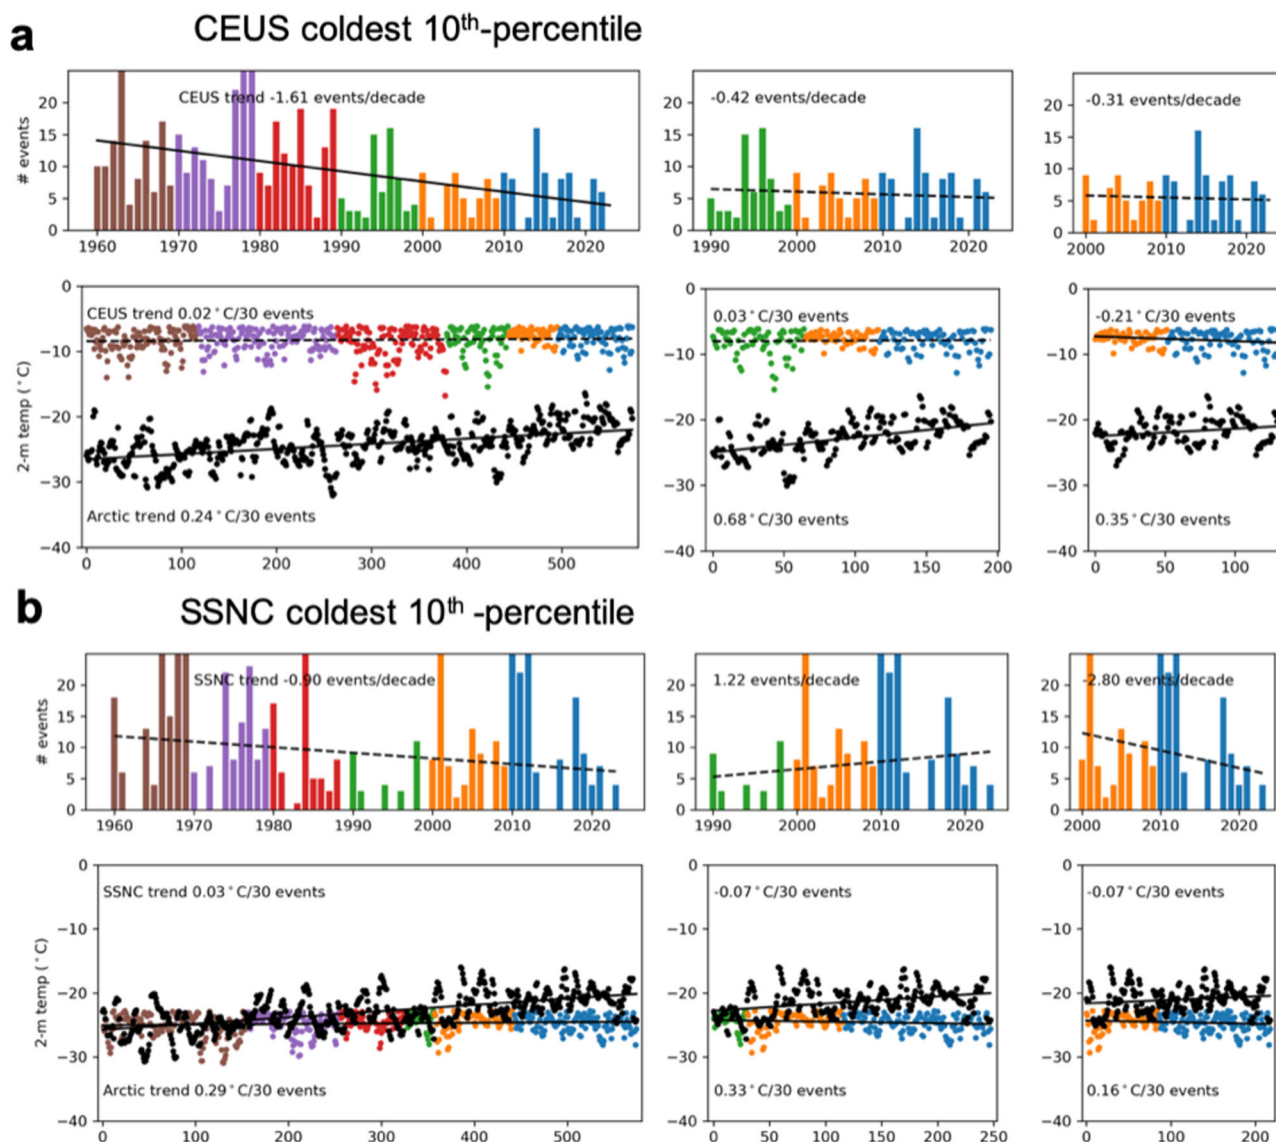 a CEUS coldest 10th-percentile
CEUS trend -1.61 events/decade
# events
20
15
10
5
0
1960 1970 1980 1990 2000 2010 2020
-0.42 events/decade
20
15
10
5
0
1990 2000 2010 2020
-0.31 events/decade
20
15
10
5
0
2000 2010 2020
CEUS trend 0.02°C/30 events
2-m temp (°C)
0
−10
−20
−30
−40
Arctic trend 0.24°C/30 events
0 100 200 300 400 500
0.03°C/30 events
0
−10
−20
−30
−40
0.68°C/30 events
0 50 100 150 200
-0.21°C/30 events
0
−10
−20
−30
−40
0.35°C/30 events
0 50 100
b SSNC coldest 10th -percentile
SSNC trend -0.90 events/decade
# events
20
15
10
5
0
1960 1970 1980 1990 2000 2010 2020
1.22 events/decade
20
15
10
5
0
1990 2000 2010 2020
-2.80 events/decade
20
15
10
5
0
2000 2010 2020
SSNC trend 0.03°C/30 events
2-m temp (°C)
0
−10
−20
−30
−40
Arctic trend 0.29°C/30 events
0 100 200 300 400 500
-0.07°C/30 events
0
−10
−20
−30
−40
0.33°C/30 events
0 50 100 150 200 250
-0.07°C/30 events
0
−10
−20
−30
−40
0.16°C/30 events
0 100 200